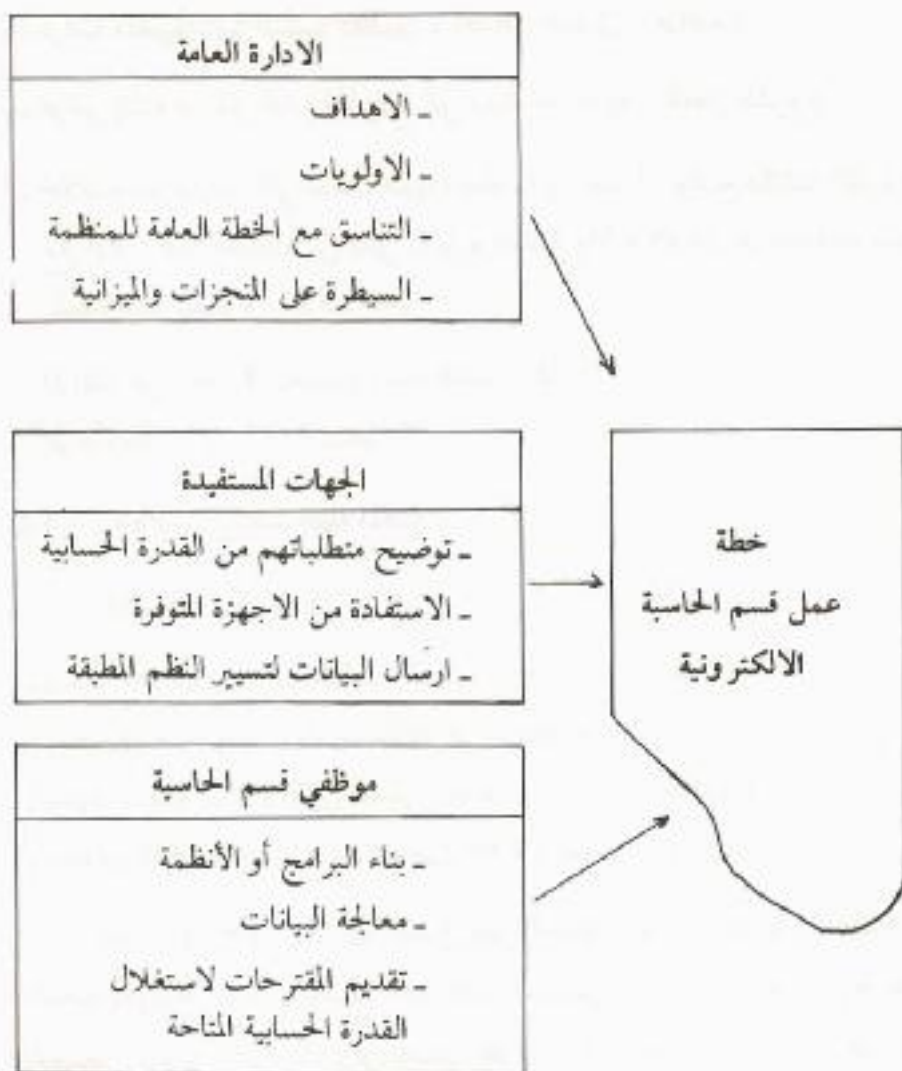 الادارة العامة
ـ الاهداف
ـ الاولويات
ـ التناسق مع الخطة العامة للمنظمة
ـ السيطرة على المنجزات والميزانية
الجهات المستفيدة
ـ توضيح متطلباتهم من القدرة الحسابية
ـ الاستفادة من الاجهزة المتوفرة
ـ ارسال البيانات لتسيير النظم المطبقة
خطة
عمل قسم الحاسبة
الالكترونية
موظفي قسم الحاسبة
ـ بناء البرامج أو الأنظمة
ـ معالجة البيانات
ـ تقديم المقترحات لاستغلال
القدرة الحسابية المتاحة